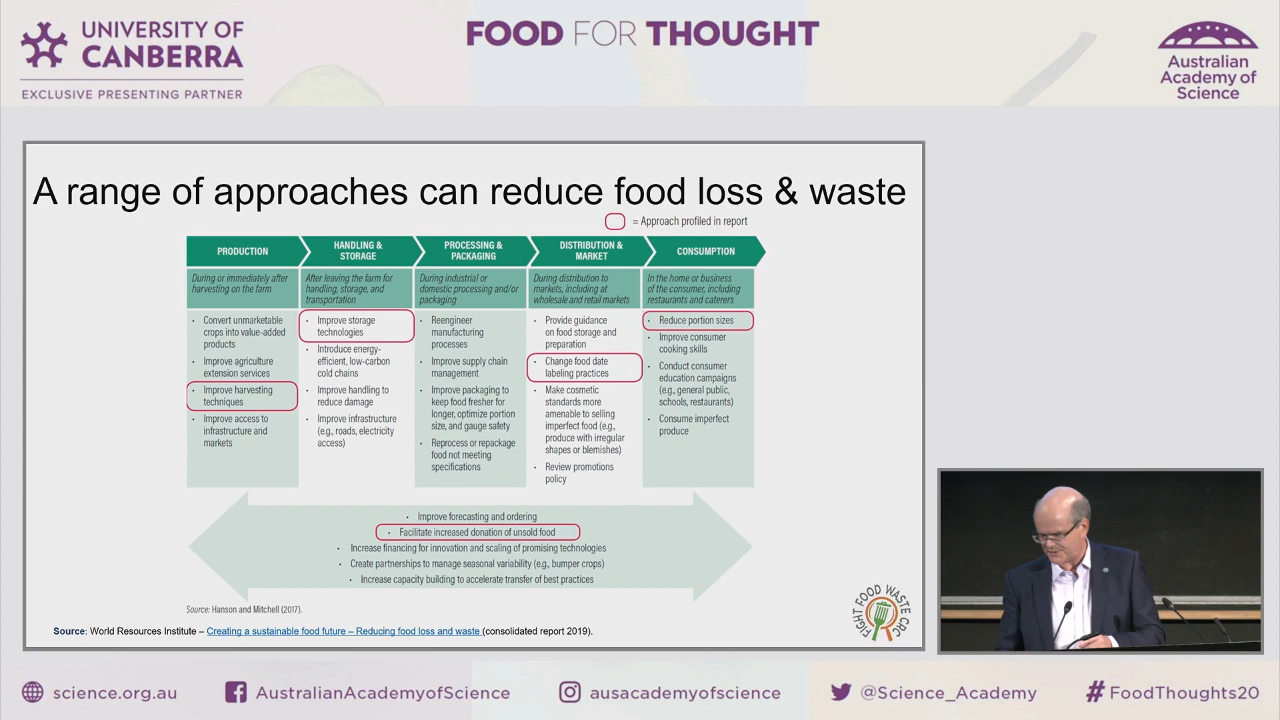 UNIVERSITY OF
CANBERRA
EXCLUSIVE PRESENTING PARTNER
FOOD FOR THOUGHT
Australian
Academy of
Science
A range of approaches can reduce food loss & waste
= Approach profiled in report
PRODUCTION
During or immediately after
harvesting on the farm
• Convert unmarketable
crops into value-added
products
• Improve agriculture
extension services
• Improve harvesting
techniques
• Improve access to
infrastructure and
markets
HANDLING &
STORAGE
After leaving the farm for
handling, storage, and
transportation
• Improve storage
technologies
• Introduce energy-
efficient, low-carbon
cold chains
• Improve handling to
reduce damage
• Improve infrastructure
(e.g., roads, electricity
access)
PROCESSING &
PACKAGING
During industrial or
domestic processing and/or
packaging
• Reengineer
manufacturing
processes
• Improve supply chain
management
• Improve packaging to
keep food fresher for
longer, optimize portion
size, and gauge safety
• Reprocess or repackage
food not meeting
specifications
DISTRIBUTION &
MARKET
During distribution to
markets, including at
wholesale and retail markets
• Provide guidance
on food storage and
preparation
• Change food date
labeling practices
• Make cosmetic
standards more
amenable to selling
imperfect food (e.g.,
produce with irregular
shapes or blemishes)
• Review promotions
policy
CONSUMPTION
In the home or business
of the consumer, including
restaurants and caterers
• Reduce portion sizes
• Improve consumer
cooking skills
• Conduct consumer
education campaigns
(e.g., general public,
schools, restaurants)
• Consume imperfect
produce
• Improve forecasting and ordering
• Facilitate increased donation of unsold food
• Increase financing for innovation and scaling of promising technologies
• Create partnerships to manage seasonal variability (e.g., bumper crops)
• Increase capacity building to accelerate transfer of best practices
Source: Hanson and Mitchell (2017).
Source: World Resources Institute – Creating a sustainable food future – Reducing food loss and waste (consolidated report 2019).
FIGHT FOOD WASTE CRC
science.org.au
AustralianAcademyofScience
ausacademyofscience
@Science_Academy
#FoodThoughts20